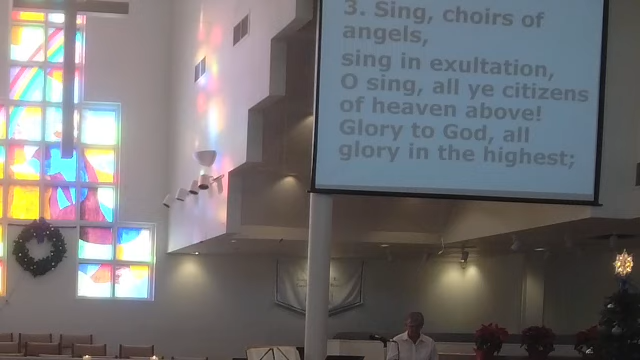 3. Sing, choirs of
angels,
sing in exultation,
O sing, all ye citizens
of heaven above!
Glory to God, all
glory in the highest;